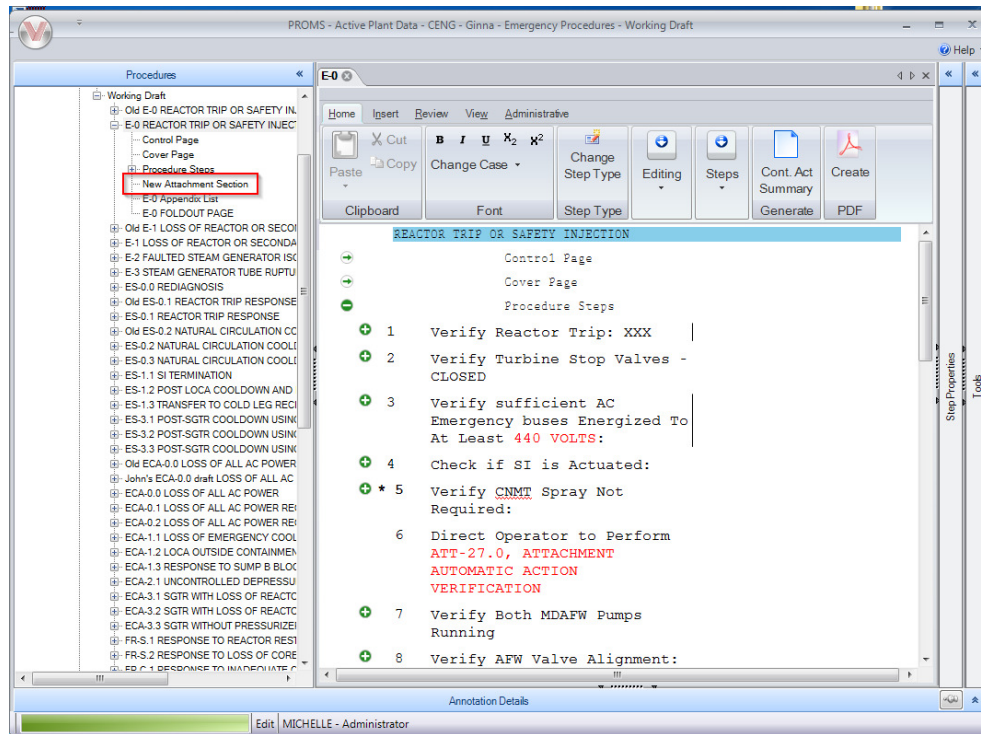 PROMS - Active Plant Data - CENG - Ginna - Emergency Procedures - Working Draft
Help
Procedures
Working Draft
Old E-0 REACTOR TRIP OR SAFETY IN.
E-0 REACTOR TRIP OR SAFETY INJECT
Control Page
Cover Page
Procedure Steps
New Attachment Section
E-0 Appendix List
E-0 FOLDOUT PAGE
Old E-1 LOSS OF REACTOR OR SECO
E-1 LOSS OF REACTOR OR SECONDA
E-2 FAULTED STEAM GENERATOR ISO
E-3 STEAM GENERATOR TUBE RUPTU
ES-0.0 REDIAGNOSIS
Old ES-0.1 REACTOR TRIP RESPONSE
ES-0.1 REACTOR TRIP RESPONSE
Old ES-0.2 NATURAL CIRCULATION CO
ES-0.2 NATURAL CIRCULATION COOL
ES-0.3 NATURAL CIRCULATION COOL
ES-1.1 SI TERMINATION
ES-1.2 POST LOCA COOLDOWN AND
ES-1.3 TRANSFER TO COLD LEG RECI
ES-3.1 POST-SGTR COOLDOWN USING
ES-3.2 POST-SGTR COOLDOWN USING
ES-3.3 POST-SGTR COOLDOWN USING
Old ECA-0.0 LOSS OF ALL AC POWER
John's ECA-0.0 draft LOSS OF ALL AC
ECA-0.0 LOSS OF ALL AC POWER
ECA-0.1 LOSS OF ALL AC POWER RE
ECA-0.2 LOSS OF ALL AC POWER RE
ECA-1.1 LOSS OF EMERGENCY COOL
ECA-1.2 LOCA OUTSIDE CONTAINMEN
ECA-1.3 RESPONSE TO SUMP B BLOC
ECA-2.1 UNCONTROLLED DEPRESSU
ECA-3.1 SGTR WITH LOSS OF REACTO
ECA-3.2 SGTR WITH LOSS OF REACTO
ECA-3.3 SGTR WITHOUT PRESSURIZE
FR-S.1 RESPONSE TO REACTOR REST
FR-S.2 RESPONSE TO LOSS OF CORE
FR-C.1 RESPONSE TO INADEQUATE C
E-0
Home Insert Review View Administrative
Paste
Cut
Copy
Clipboard
B I U X2 X2
Change Case
Font
Change
Step Type
Step Type
Editing
Steps
Cont. Act
Summary
Generate
Create
PDF
REACTOR TRIP OR SAFETY INJECTION
Control Page
Cover Page
Procedure Steps
1 Verify Reactor Trip: XXX
2 Verify Turbine Stop Valves -
CLOSED
3 Verify sufficient AC
Emergency buses Energized To
At Least 440 VOLTS:
4 Check if SI is Actuated:
* 5 Verify CNMT Spray Not
Required:
6 Direct Operator to Perform
ATT-27.0, ATTACHMENT
AUTOMATIC ACTION
VERIFICATION
7 Verify Both MDAFW Pumps
Running
8 Verify AFW Valve Alignment:
Step Properties
Tools
Annotation Details
Edit MICHELLE - Administrator